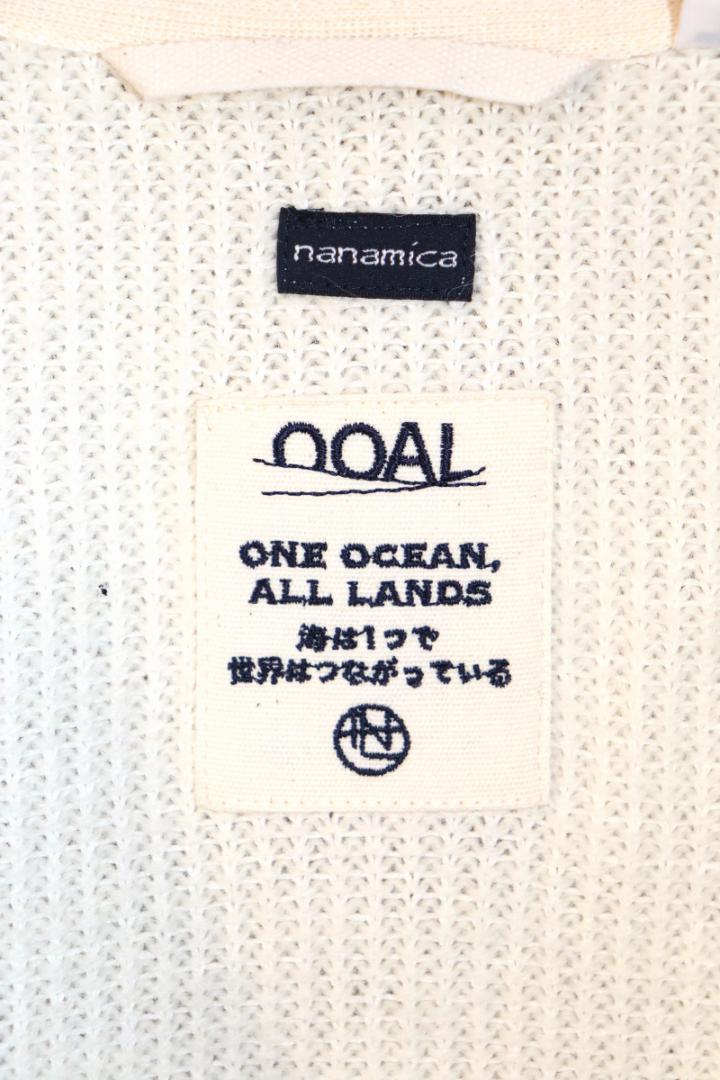 nanamica
OOAL
ONE OCEAN,
ALL LANDS
海は1つで
世界はつながっている